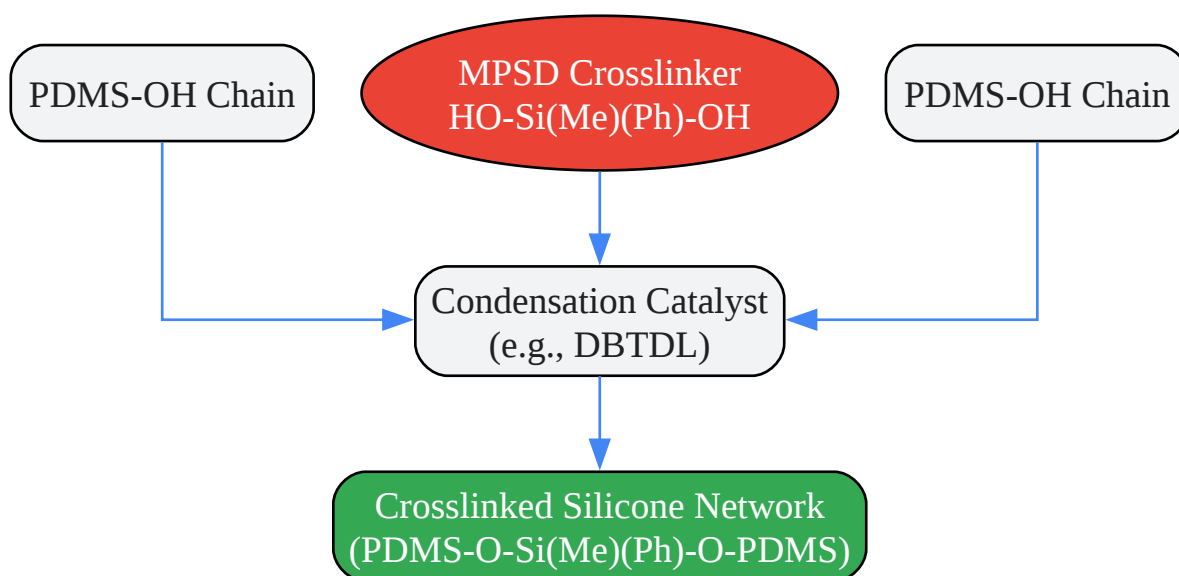 PDMS-OH Chain
MPSD Crosslinker
HO-Si(Me)(Ph)-OH
PDMS-OH Chain
Condensation Catalyst
(e.g., DBTDL)
Crosslinked Silicone Network
(PDMS-O-Si(Me)(Ph)-O-PDMS)